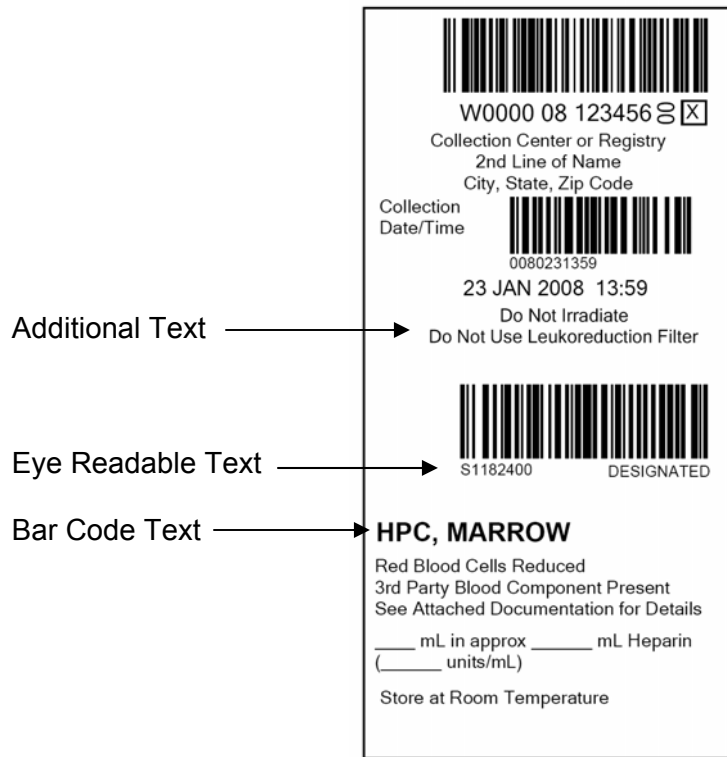 W0000 08 123456 00 X
Collection Center or Registry
2nd Line of Name
City, State, Zip Code
Collection
Date/Time
0080231359
23 JAN 2008 13:59
Additional Text
Do Not Irradiate
Do Not Use Leukoreduction Filter
Eye Readable Text
S1182400 DESIGNATED
Bar Code Text
HPC, MARROW
Red Blood Cells Reduced
3rd Party Blood Component Present
See Attached Documentation for Details
____ mL in approx ______ mL Heparin
(______ units/mL)
Store at Room Temperature